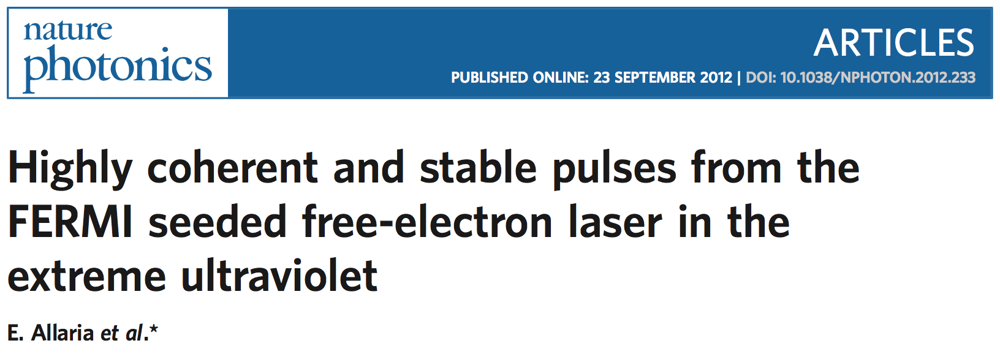 nature
photonics
ARTICLES
PUBLISHED ONLINE: 23 SEPTEMBER 2012 | DOI: 10.1038/NPHOTON.2012.233
Highly coherent and stable pulses from the
FERMI seeded free-electron laser in the
extreme ultraviolet
E. Allaria et al.*